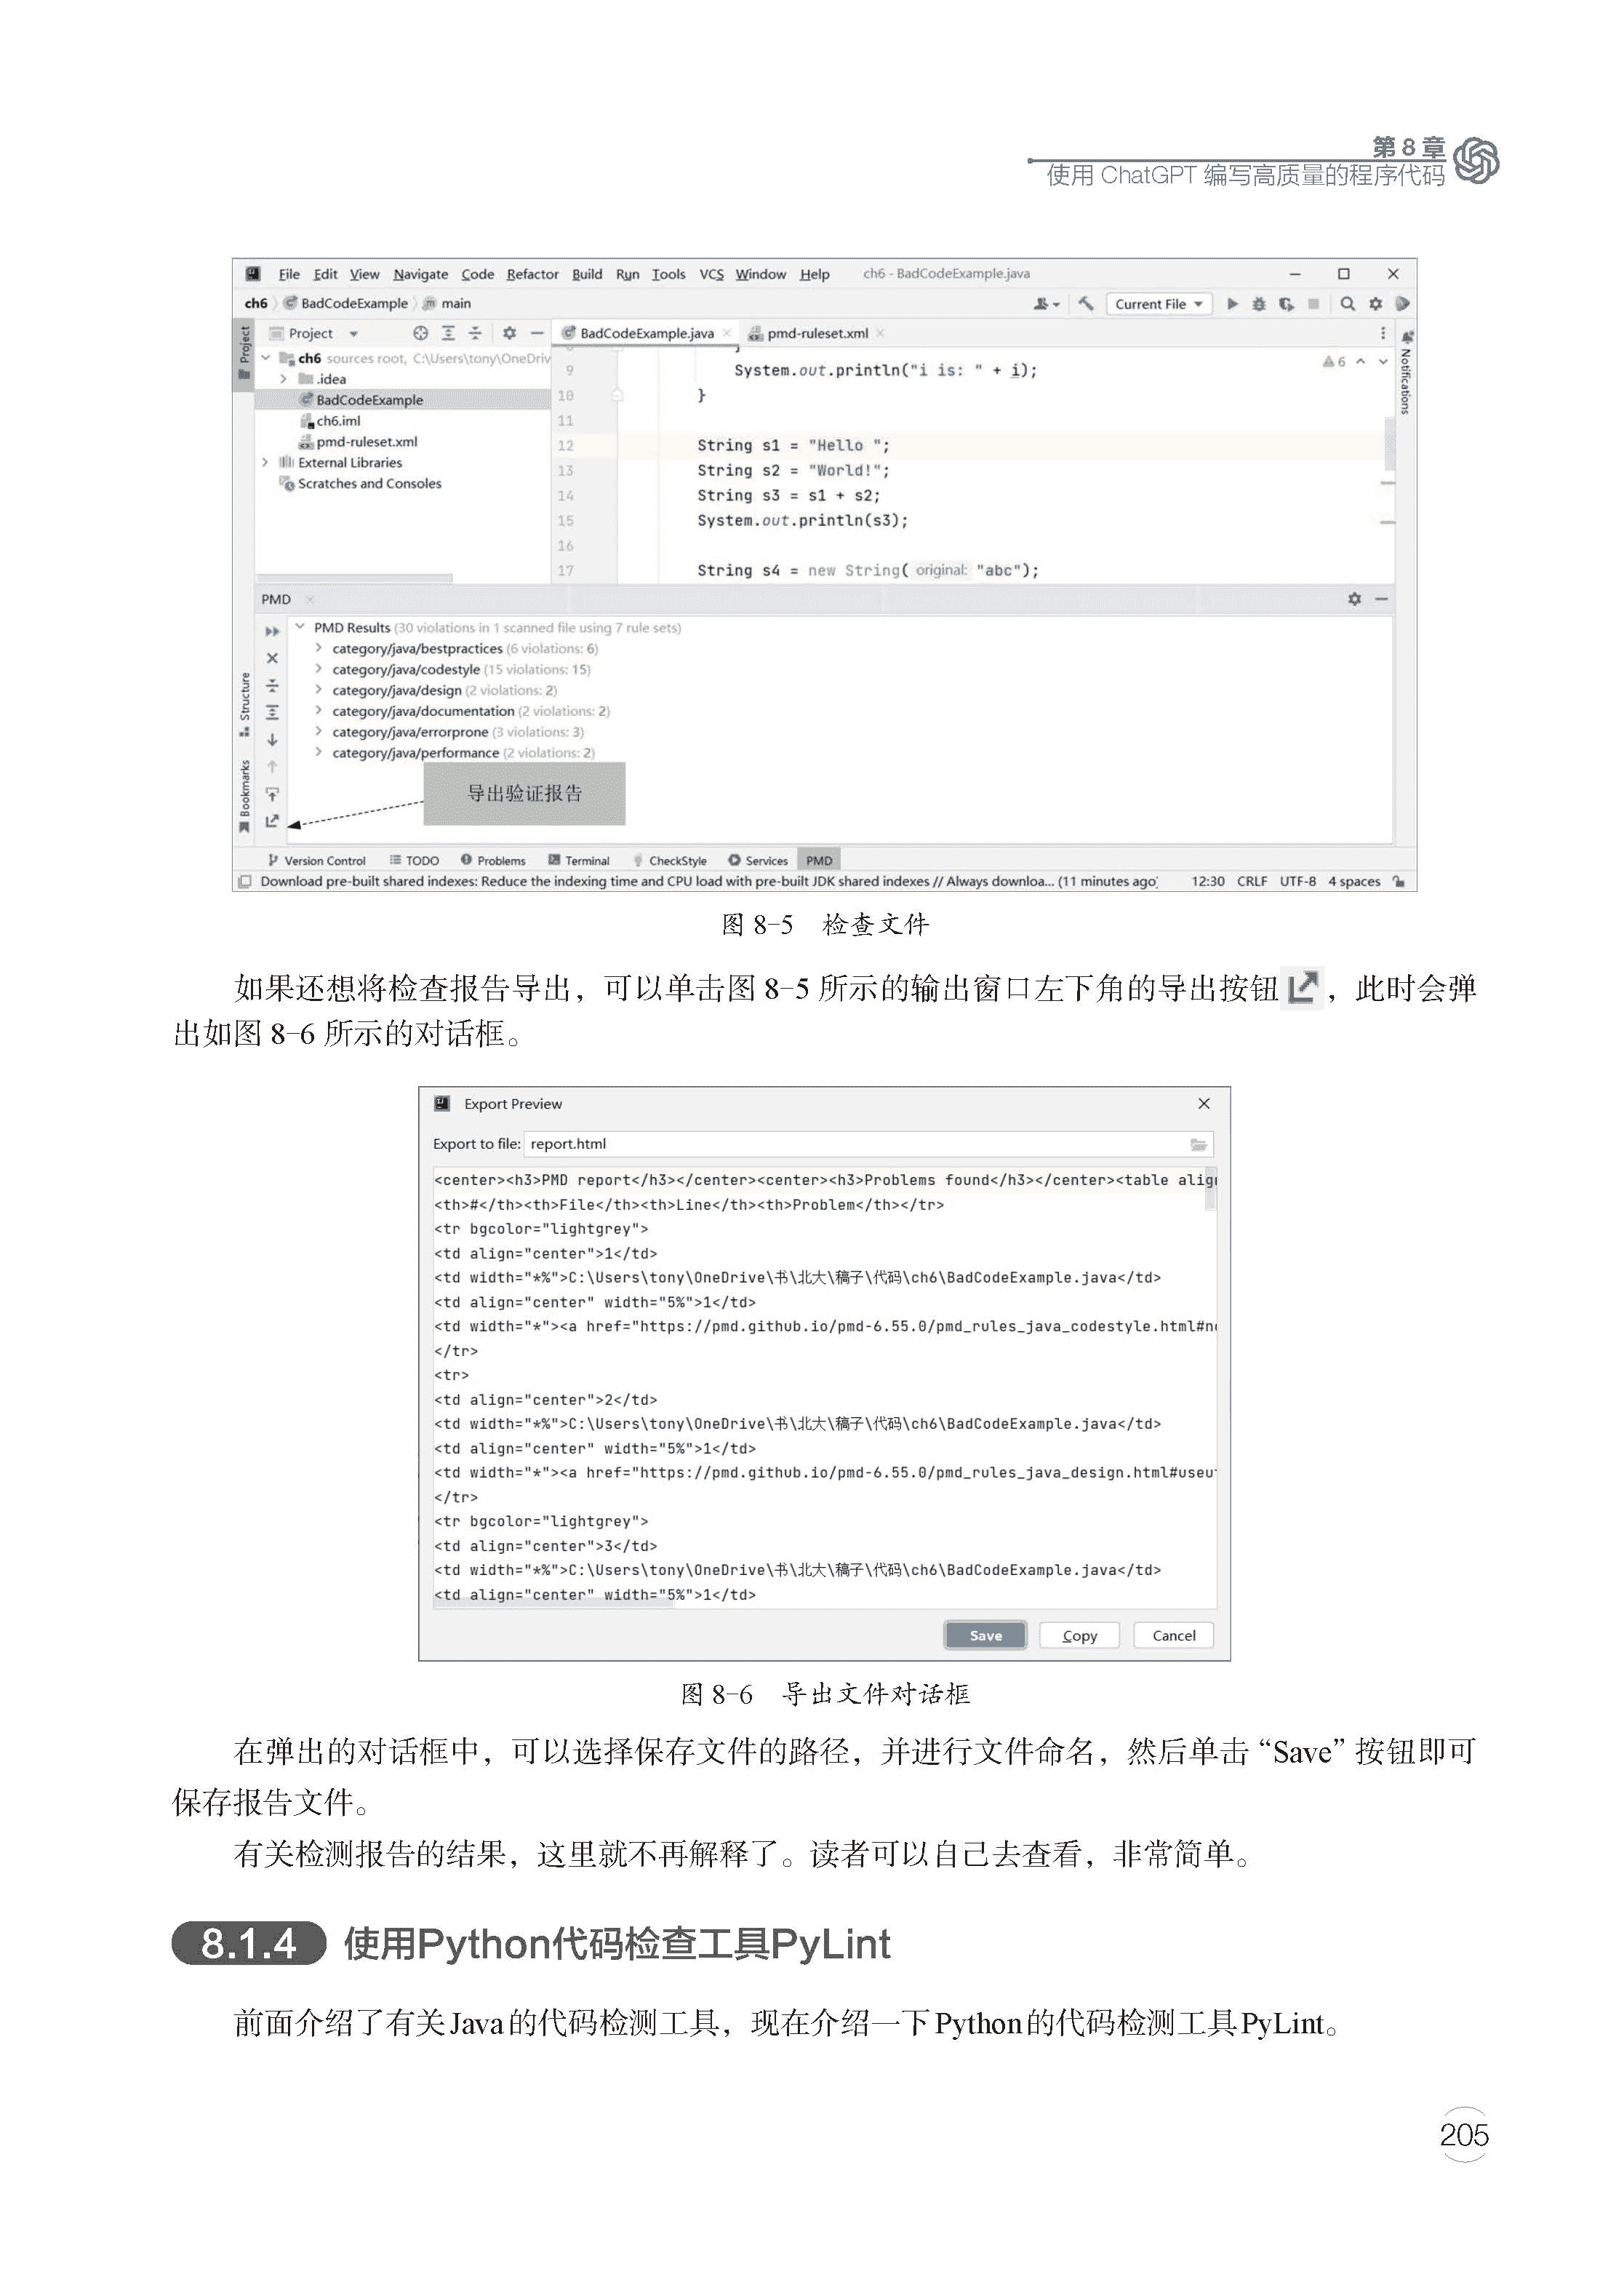 第 8 章
使用 ChatGPT 编写高质量的程序代码
File Edit View Navigate Code Refactor Build Run Tools VCS Window Help ch6 - BadCodeExample.java
ch6 BadCodeExample main Current File
Project
Project BadCodeExample.java pmd-ruleset.xml
ch6 sources root, C:\Users\tony\OneDriv
.idea
BadCodeExample
ch6.iml
pmd-ruleset.xml
External Libraries
Scratches and Consoles
9 System.out.println("i is: " + i);
10 }
11
12 String s1 = "Hello ";
13 String s2 = "World!";
14 String s3 = s1 + s2;
15 System.out.println(s3);
16
17 String s4 = new String( original: "abc");
6
Notifications
PMD
PMD Results (30 violations in 1 scanned file using 7 rule sets)
category/java/bestpractices (6 violations: 6)
category/java/codestyle (15 violations: 15)
category/java/design (2 violations: 2)
category/java/documentation (2 violations: 2)
category/java/errorprone (3 violations: 3)
category/java/performance (2 violations: 2)
Structure
Bookmarks
导出验证报告
Version Control TODO Problems Terminal CheckStyle Services PMD
Download pre-built shared indexes: Reduce the indexing time and CPU load with pre-built JDK shared indexes // Always downloa... (11 minutes ago) 12:30 CRLF UTF-8 4 spaces
图 8-5 检查文件
如果还想将检查报告导出，可以单击图 8-5 所示的输出窗口左下角的导出按钮，此时会弹
出如图 8-6 所示的对话框。
Export Preview
Export to file: report.html
<center><h3>PMD report</h3></center><center><h3>Problems found</h3></center><table alig
<th>#</th><th>File</th><th>Line</th><th>Problem</th></tr>
<tr bgcolor="lightgrey">
<td align="center">1</td>
<td width="*%">C:\Users\tony\OneDrive\书\北大\稿子\代码\ch6\BadCodeExample.java</td>
<td align="center" width="5%">1</td>
<td width="*"><a href="https://pmd.github.io/pmd-6.55.0/pmd_rules_java_codestyle.html#n
</tr>
<tr>
<td align="center">2</td>
<td width="*%">C:\Users\tony\OneDrive\书\北大\稿子\代码\ch6\BadCodeExample.java</td>
<td align="center" width="5%">1</td>
<td width="*"><a href="https://pmd.github.io/pmd-6.55.0/pmd_rules_java_design.html#useu
</tr>
<tr bgcolor="lightgrey">
<td align="center">3</td>
<td width="*%">C:\Users\tony\OneDrive\书\北大\稿子\代码\ch6\BadCodeExample.java</td>
<td align="center" width="5%">1</td>
Save Copy Cancel
图 8-6 导出文件对话框
在弹出的对话框中，可以选择保存文件的路径，并进行文件命名，然后单击 “Save” 按钮即可
保存报告文件。
有关检测报告的结果，这里就不再解释了。读者可以自己去查看，非常简单。
8.1.4 使用Python代码检查工具PyLint
前面介绍了有关Java的代码检测工具，现在介绍一下Python的代码检测工具PyLint。
205